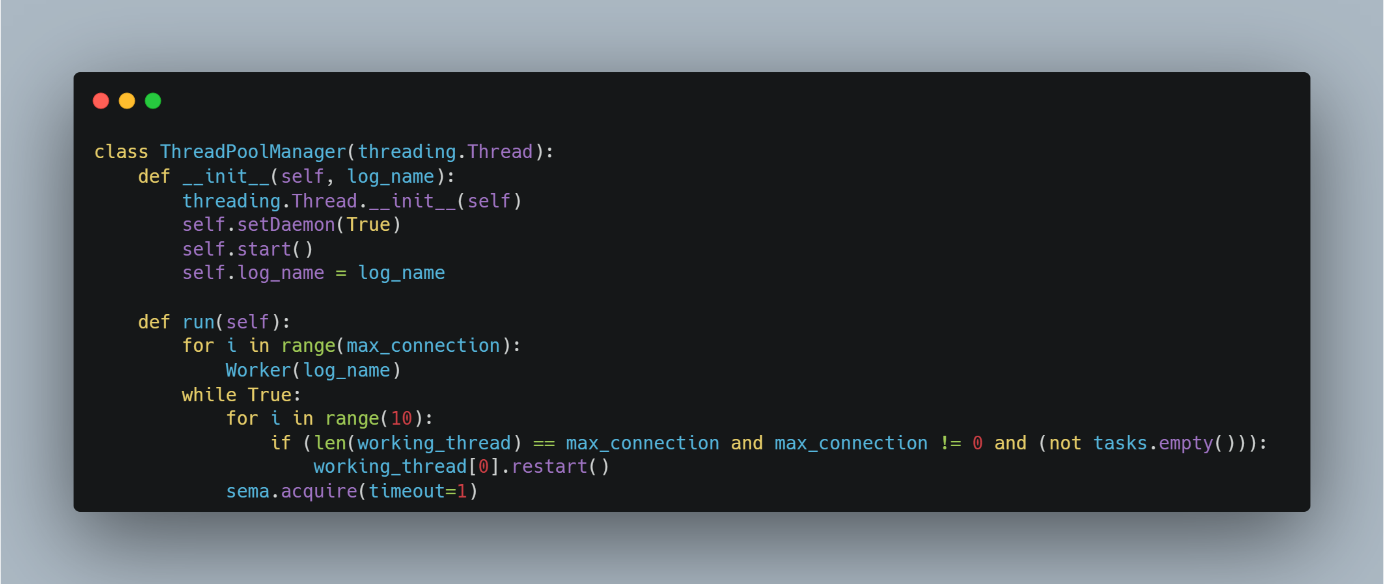 class ThreadPoolManager(threading.Thread):
    def __init__(self, log_name):
        threading.Thread.__init__(self)
        self.setDaemon(True)
        self.start()
        self.log_name = log_name

    def run(self):
        for i in range(max_connection):
            Worker(log_name)
        while True:
            for i in range(10):
                if (len(working_thread) == max_connection and max_connection != 0 and (not tasks.empty())):
                    working_thread[0].restart()
            sema.acquire(timeout=1)